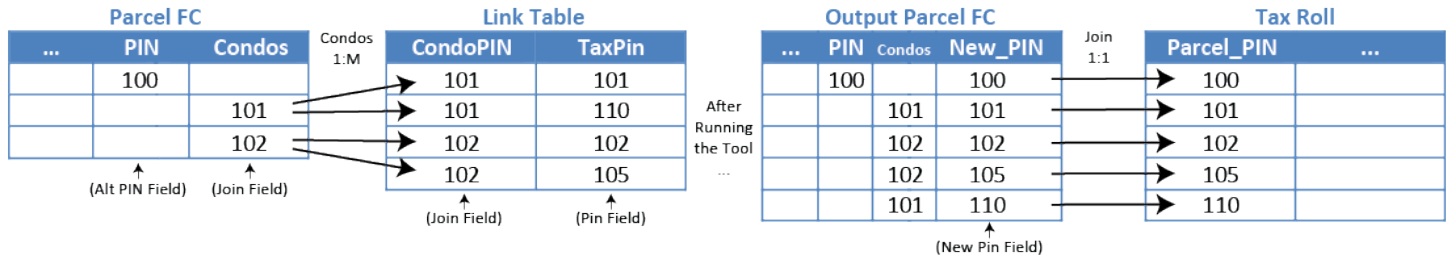 Parcel FC
... PIN Condos
100
101
102
(Alt PIN Field) (Join Field)
Condos
1:M
Link Table
CondoPIN TaxPin
101 101
101 110
102 102
102 105
(Join Field) (Pin Field)
After
Running
the Tool
...
Output Parcel FC
... PIN Condos New_PIN
100 100
101 101
102 102
102 105
101 110
(New Pin Field)
Join
1:1
Tax Roll
Parcel_PIN ...
100
101
102
105
110